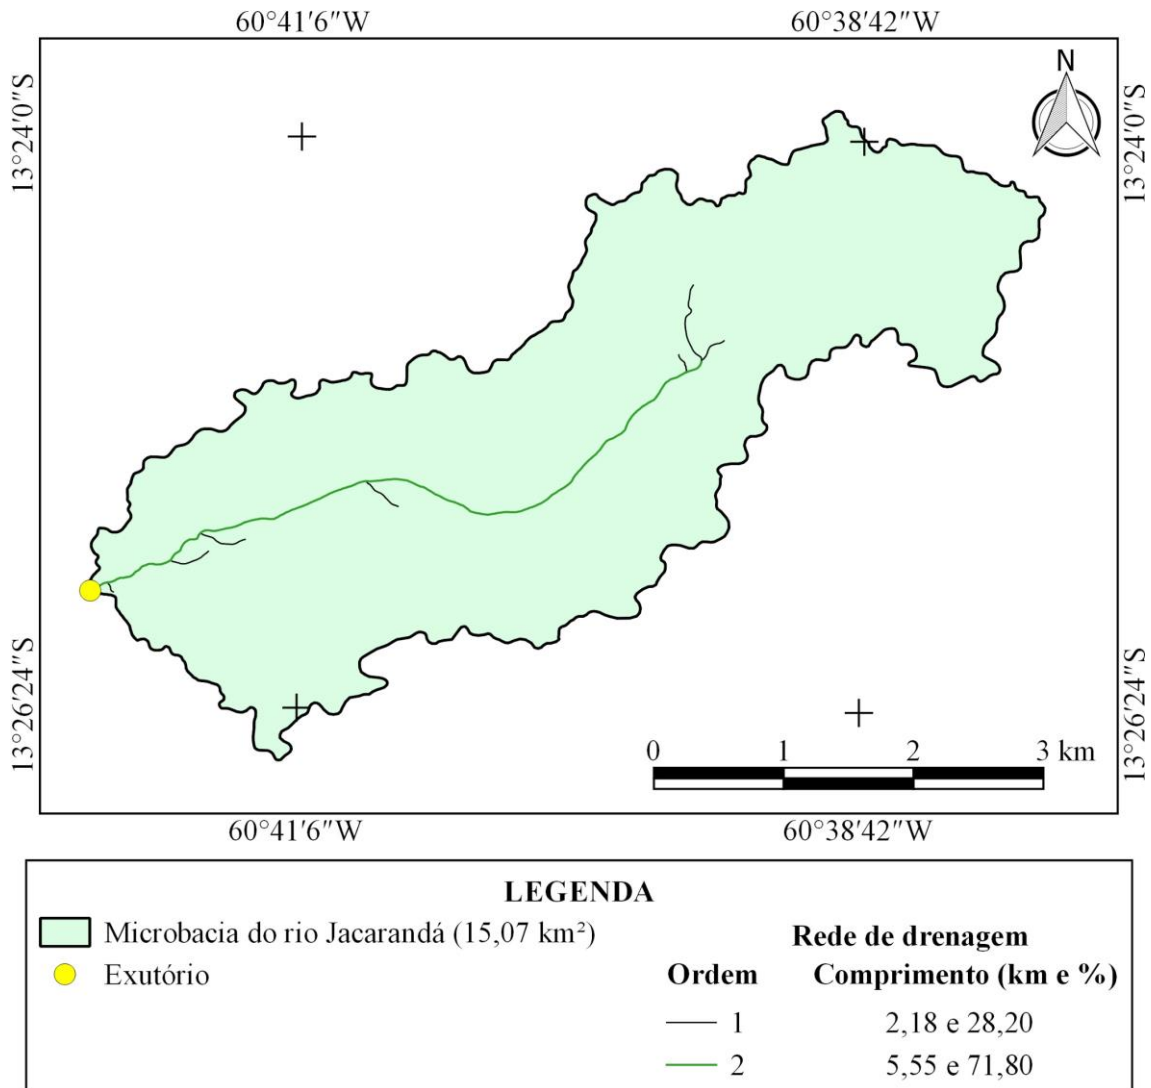 60°41′6″W 60°38′42″W
N
13°24′0″S 13°24′0″S
13°26′24″S 13°26′24″S
0 1 2 3 km
60°41′6″W 60°38′42″W
LEGENDA
Microbacia do rio Jacarandá (15,07 km²)
Exutório
Rede de drenagem
Ordem Comprimento (km e %)
1 2,18 e 28,20
2 5,55 e 71,80